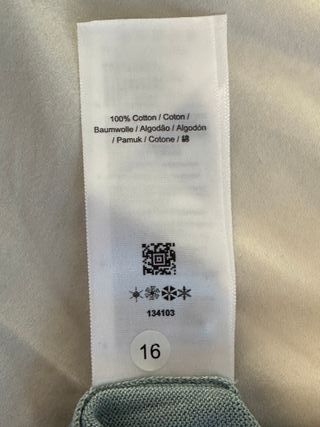 100% Cotton / Coton /
Baumwolle / Algodão / Algodón
/ Pamuk / Cotone / 綿
134103
16